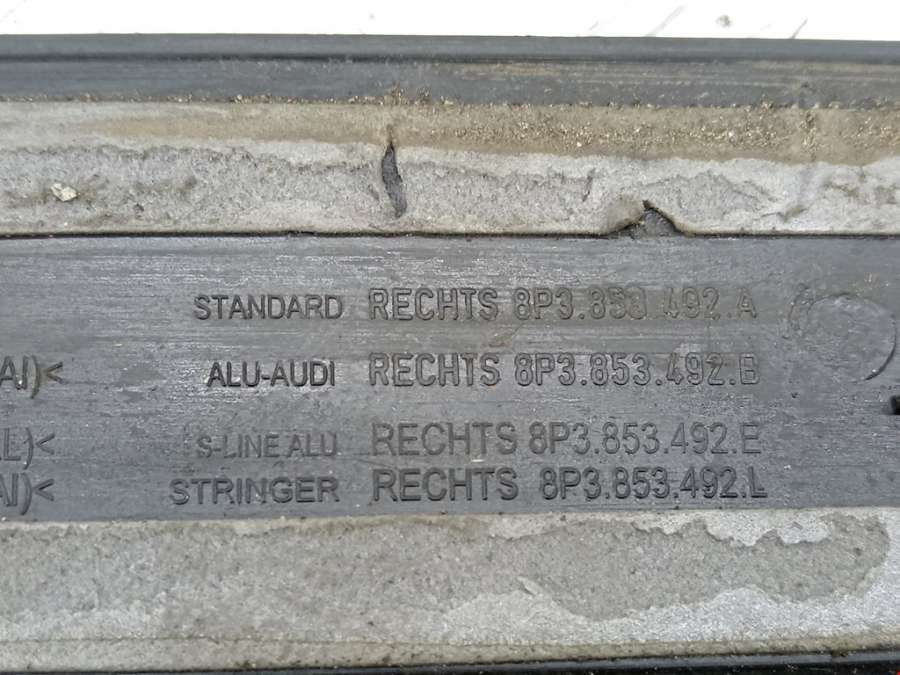 STANDARD RECHTS 8P3.853.492.A
AI)< ALU-AUDI RECHTS 8P3.853.492.B
L)< S-LINE ALU RECHTS 8P3.853.492.E
AI)< STRINGER RECHTS 8P3.853.492.L